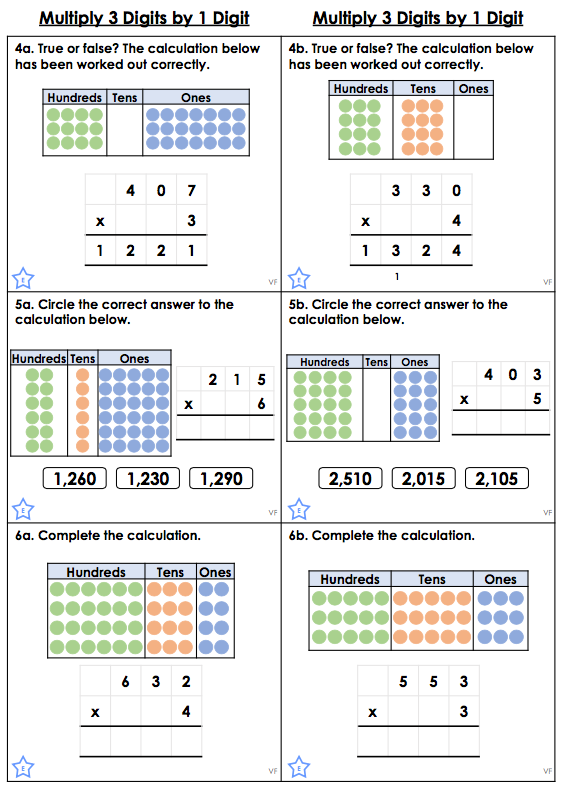 Multiply 3 Digits by 1 Digit
Multiply 3 Digits by 1 Digit
4a. True or false? The calculation below
has been worked out correctly.
Hundreds Tens Ones
4 0 7
x 3
1 2 2 1
E
VF
4b. True or false? The calculation below
has been worked out correctly.
Hundreds Tens Ones
3 3 0
x 4
1 3 2 4
1
E
VF
5a. Circle the correct answer to the
calculation below.
Hundreds Tens Ones
2 1 5
x 6
1,260 1,230 1,290
E
VF
5b. Circle the correct answer to the
calculation below.
Hundreds Tens Ones
4 0 3
x 5
2,510 2,015 2,105
E
VF
6a. Complete the calculation.
Hundreds Tens Ones
6 3 2
x 4
E
VF
6b. Complete the calculation.
Hundreds Tens Ones
5 5 3
x 3
E
VF